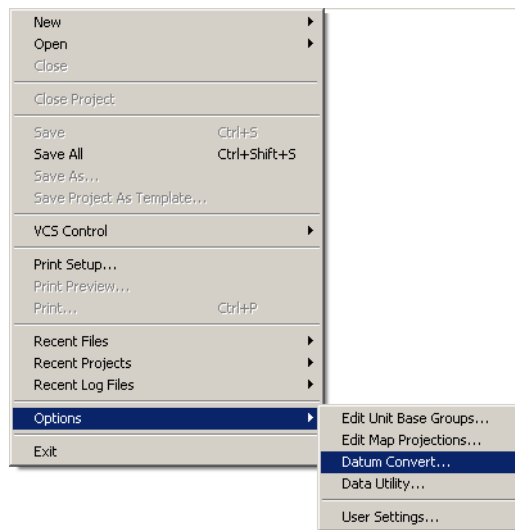 New
Open
Close
Close Project
Save Ctrl+S
Save All Ctrl+Shift+S
Save As...
Save Project As Template...
VCS Control
Print Setup...
Print Preview...
Print... Ctrl+P
Recent Files
Recent Projects
Recent Log Files
Options
Exit
Edit Unit Base Groups...
Edit Map Projections...
Datum Convert...
Data Utility...
User Settings...